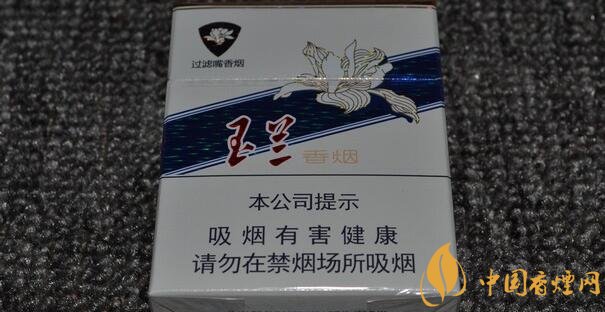 过滤嘴香烟
玉兰 香烟
本公司提示
吸烟有害健康
请勿在禁烟场所吸烟
中国香烟网